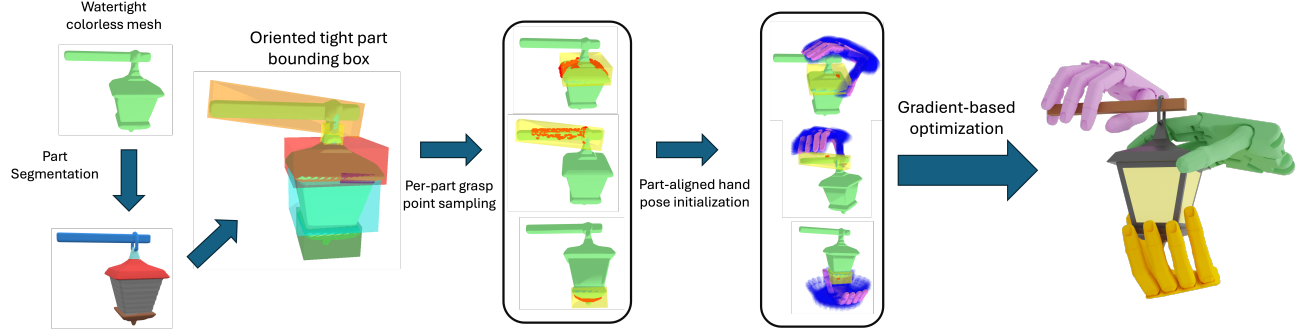 Watertight
colorless mesh
Part
Segmentation
Oriented tight part
bounding box
Per-part grasp
point sampling
Part-aligned hand
pose initialization
Gradient-based
optimization